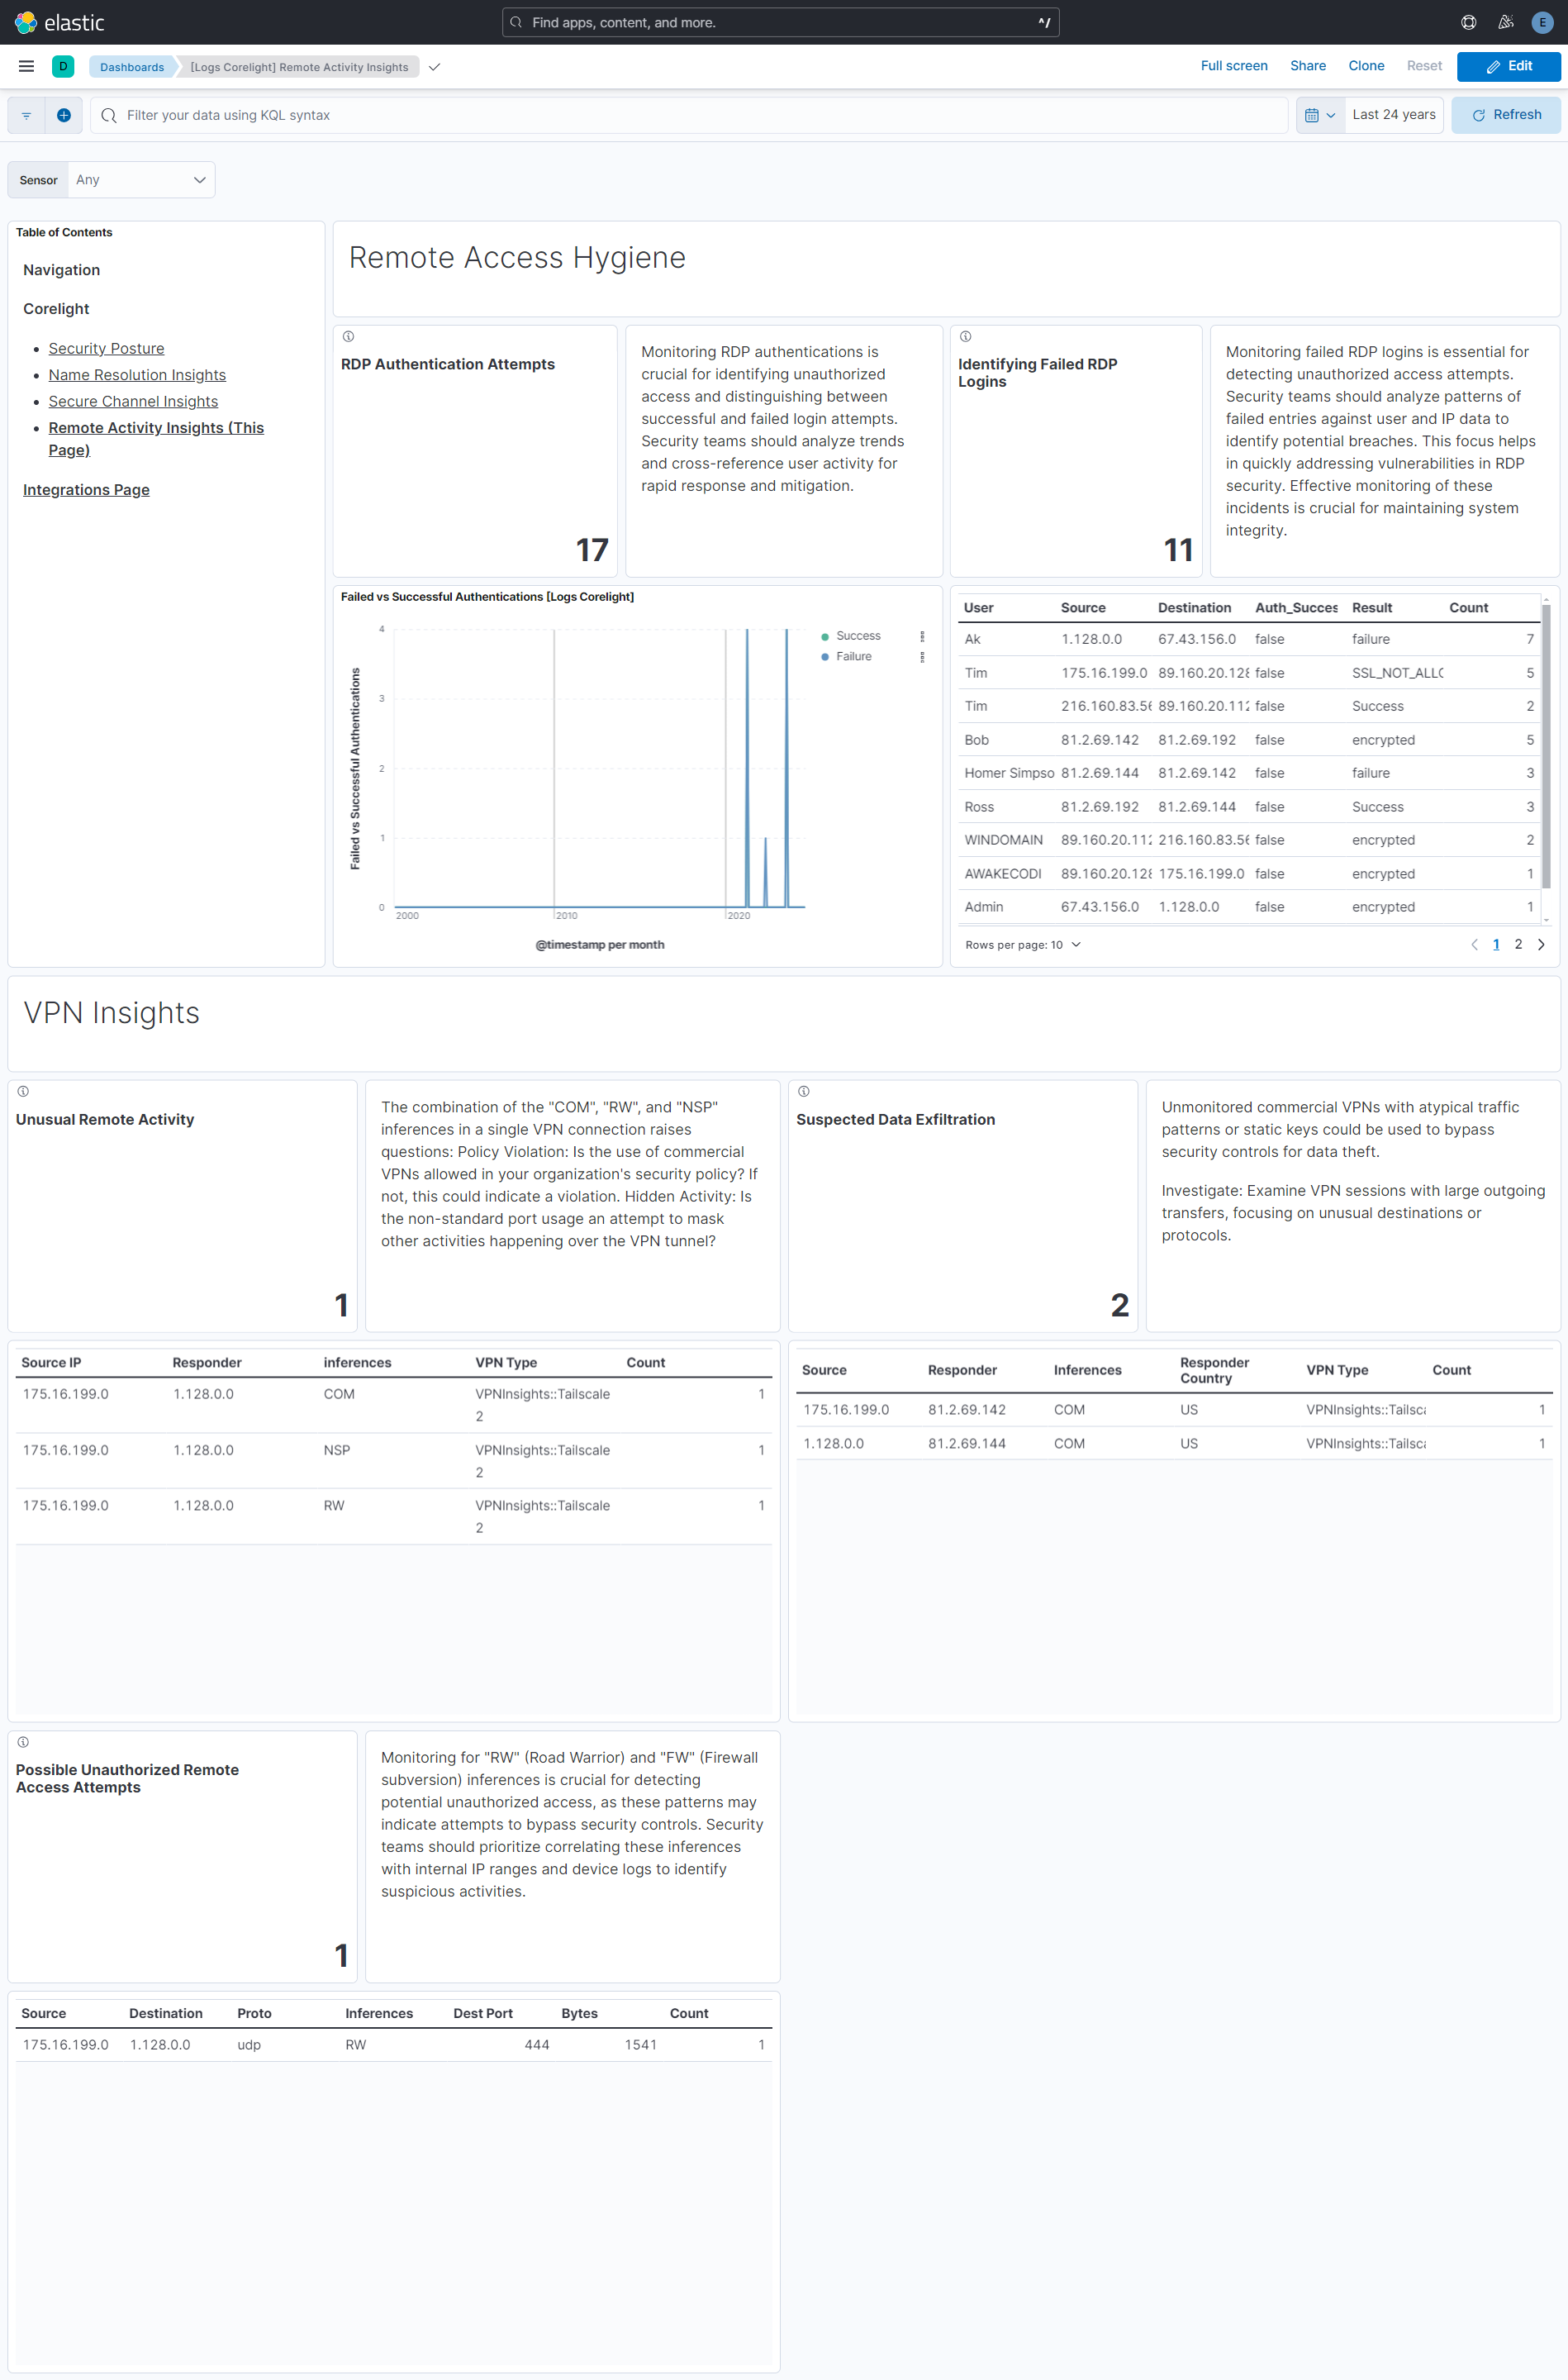 elastic
Find apps, content, and more.
^/
E
D
Dashboards
[Logs Corelight] Remote Activity Insights
Full screen
Share
Clone
Reset
Edit
Filter your data using KQL syntax
Last 24 years
Refresh
Sensor
Any
Table of Contents
Navigation
Corelight
Security Posture
Name Resolution Insights
Secure Channel Insights
Remote Activity Insights (This
Page)
Integrations Page
Remote Access Hygiene
RDP Authentication Attempts
17
Monitoring RDP authentications is
crucial for identifying unauthorized
access and distinguishing between
successful and failed login attempts.
Security teams should analyze trends
and cross-reference user activity for
rapid response and mitigation.
Identifying Failed RDP
Logins
11
Monitoring failed RDP logins is essential for
detecting unauthorized access attempts.
Security teams should analyze patterns of
failed entries against user and IP data to
identify potential breaches. This focus helps
in quickly addressing vulnerabilities in RDP
security. Effective monitoring of these
incidents is crucial for maintaining system
integrity.
Failed vs Successful Authentications [Logs Corelight]
Failed vs Successful Authentications
4
3
2
1
0
2000
2010
2020
@timestamp per month
Success
Failure
User Source Destination Auth_Succes Result Count
Ak 1.128.0.0 67.43.156.0 false failure 7
Tim 175.16.199.0 89.160.20.128 false SSL_NOT_ALLC 5
Tim 216.160.83.56 89.160.20.112 false Success 2
Bob 81.2.69.142 81.2.69.192 false encrypted 5
Homer Simpso 81.2.69.144 81.2.69.142 false failure 3
Ross 81.2.69.192 81.2.69.144 false Success 3
WINDOMAIN 89.160.20.112 216.160.83.56 false encrypted 2
AWAKECODI 89.160.20.128 175.16.199.0 false encrypted 1
Admin 67.43.156.0 1.128.0.0 false encrypted 1
Rows per page: 10
1 2
VPN Insights
Unusual Remote Activity
1
The combination of the "COM", "RW", and "NSP"
inferences in a single VPN connection raises
questions: Policy Violation: Is the use of commercial
VPNs allowed in your organization's security policy? If
not, this could indicate a violation. Hidden Activity: Is
the non-standard port usage an attempt to mask
other activities happening over the VPN tunnel?
Suspected Data Exfiltration
2
Unmonitored commercial VPNs with atypical traffic
patterns or static keys could be used to bypass
security controls for data theft.
Investigate: Examine VPN sessions with large outgoing
transfers, focusing on unusual destinations or
protocols.
Source IP Responder inferences VPN Type Count
175.16.199.0 1.128.0.0 COM VPNInsights::Tailscale 1
2
175.16.199.0 1.128.0.0 NSP VPNInsights::Tailscale 1
2
175.16.199.0 1.128.0.0 RW VPNInsights::Tailscale 1
2
Source Responder Inferences Responder Country VPN Type Count
175.16.199.0 81.2.69.142 COM US VPNInsights::Tailsca 1
1.128.0.0 81.2.69.144 COM US VPNInsights::Tailsca 1
Possible Unauthorized Remote
Access Attempts
1
Monitoring for "RW" (Road Warrior) and "FW" (Firewall
subversion) inferences is crucial for detecting
potential unauthorized access, as these patterns may
indicate attempts to bypass security controls. Security
teams should prioritize correlating these inferences
with internal IP ranges and device logs to identify
suspicious activities.
Source Destination Proto Inferences Dest Port Bytes Count
175.16.199.0 1.128.0.0 udp RW 444 1541 1